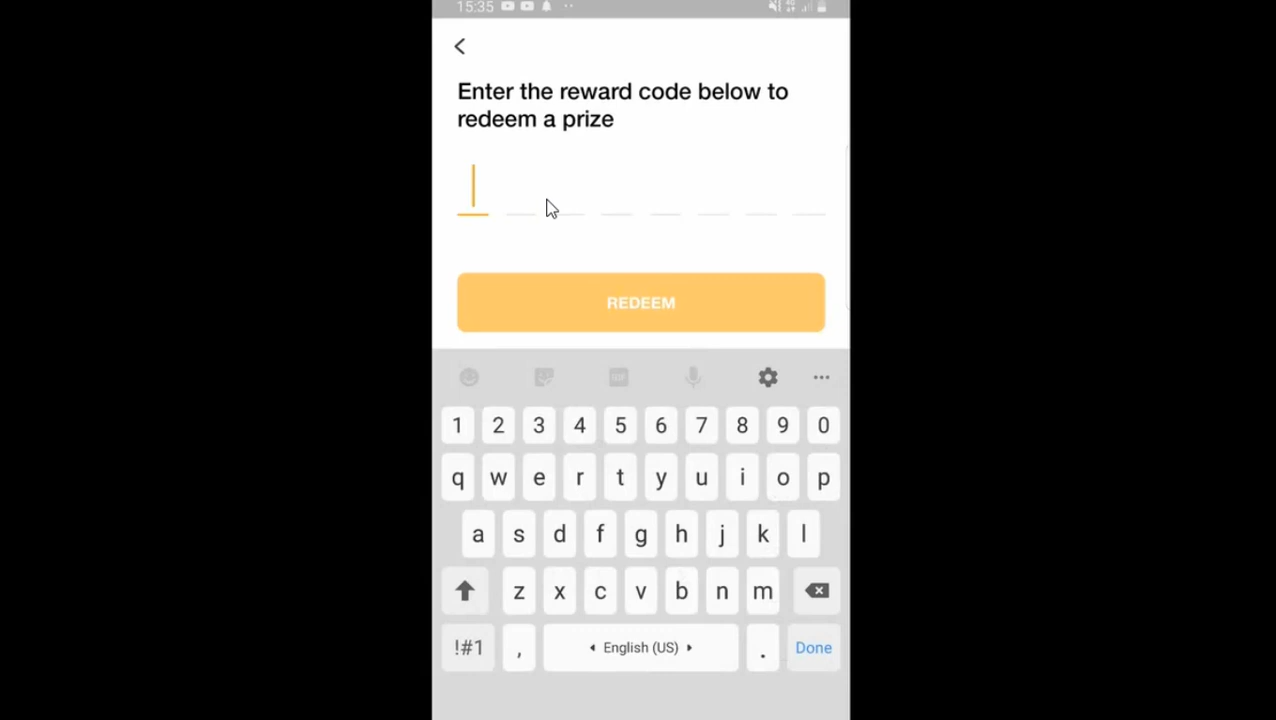 15:35
Enter the reward code below to
redeem a prize
REDEEM
GIF
1 2 3 4 5 6 7 8 9 0
q w e r t y u i o p
a s d f g h j k l
z x c v b n m
!#1 , English (US) . Done